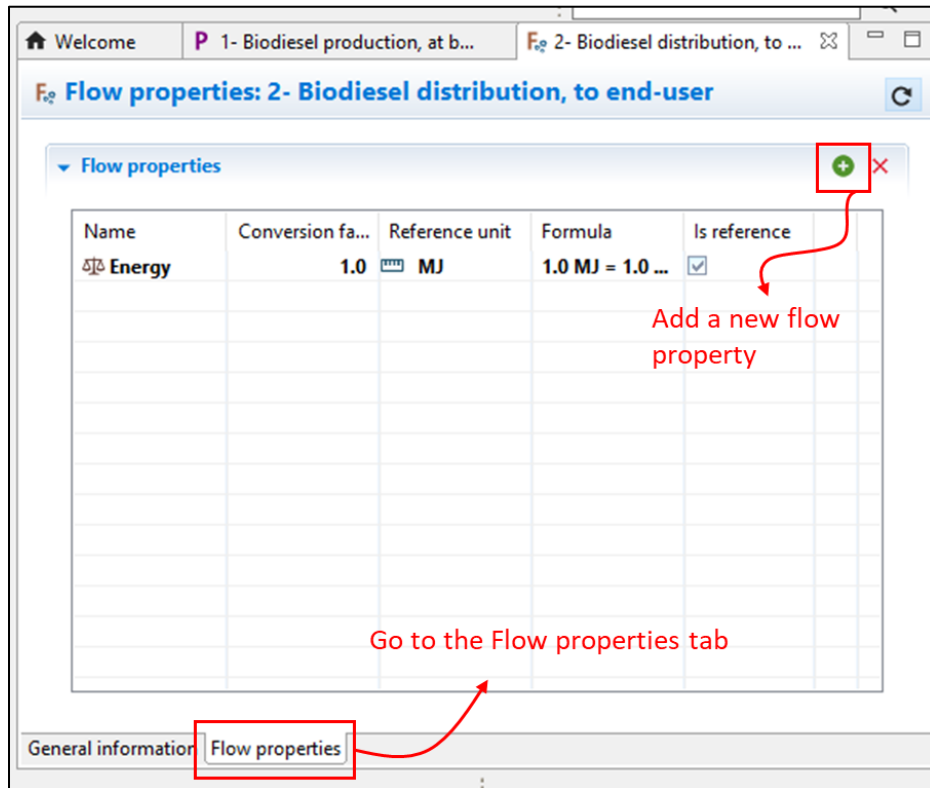 Welcome
P 1- Biodiesel production, at b...
2- Biodiesel distribution, to ...
Flow properties: 2- Biodiesel distribution, to end-user
Flow properties
Name Conversion fa... Reference unit Formula Is reference
Energy 1.0 MJ 1.0 MJ = 1.0 ...
Add a new flow
property
Go to the Flow properties tab
General information Flow properties